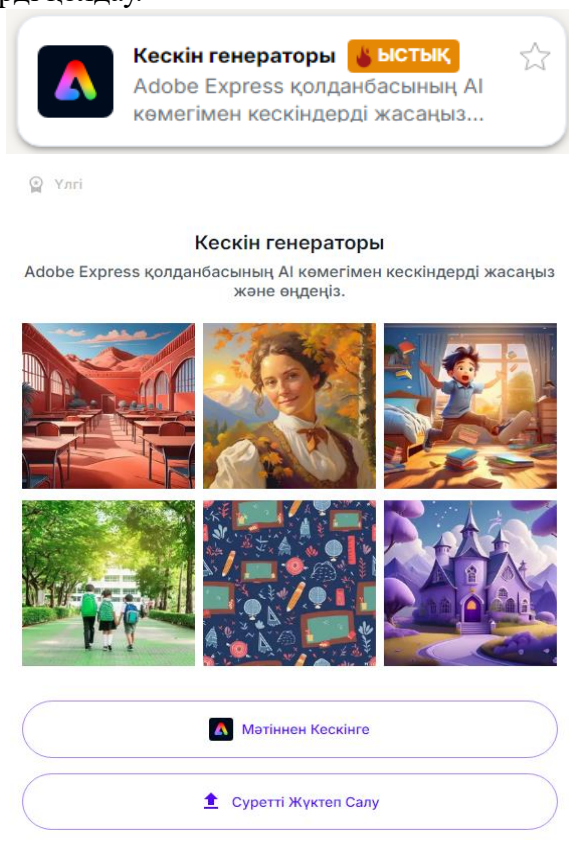 Кескін генераторы ЫСТЫҚ
Adobe Express қолданбасының AI
көмегімен кескіндерді жасаңыз...
Үлгі
Кескін генераторы
Adobe Express қолданбасының AI көмегімен кескіндерді жасаңыз
және өңдеңіз.
Мәтіннен Кескінге
Суретті Жүктеп Салу